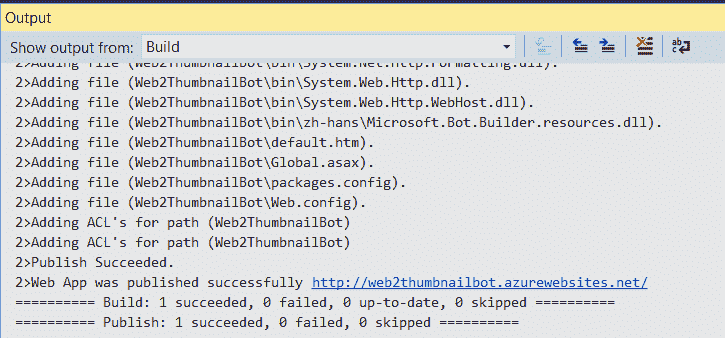 Output
Show output from: Build
2>Adding file (Web2ThumbnailBot\bin\System.Net.Http.Formatting.dll).
2>Adding file (Web2ThumbnailBot\bin\System.Web.Http.dll).
2>Adding file (Web2ThumbnailBot\bin\System.Web.Http.WebHost.dll).
2>Adding file (Web2ThumbnailBot\bin\zh-hans\Microsoft.Bot.Builder.resources.dll).
2>Adding file (Web2ThumbnailBot\default.htm).
2>Adding file (Web2ThumbnailBot\Global.asax).
2>Adding file (Web2ThumbnailBot\packages.config).
2>Adding file (Web2ThumbnailBot\Web.config).
2>Adding ACL's for path (Web2ThumbnailBot)
2>Adding ACL's for path (Web2ThumbnailBot)
2>Publish Succeeded.
2>Web App was published successfully http://web2thumbnailbot.azurewebsites.net/
========== Build: 1 succeeded, 0 failed, 0 up-to-date, 0 skipped ==========
========== Publish: 1 succeeded, 0 failed, 0 skipped ==========